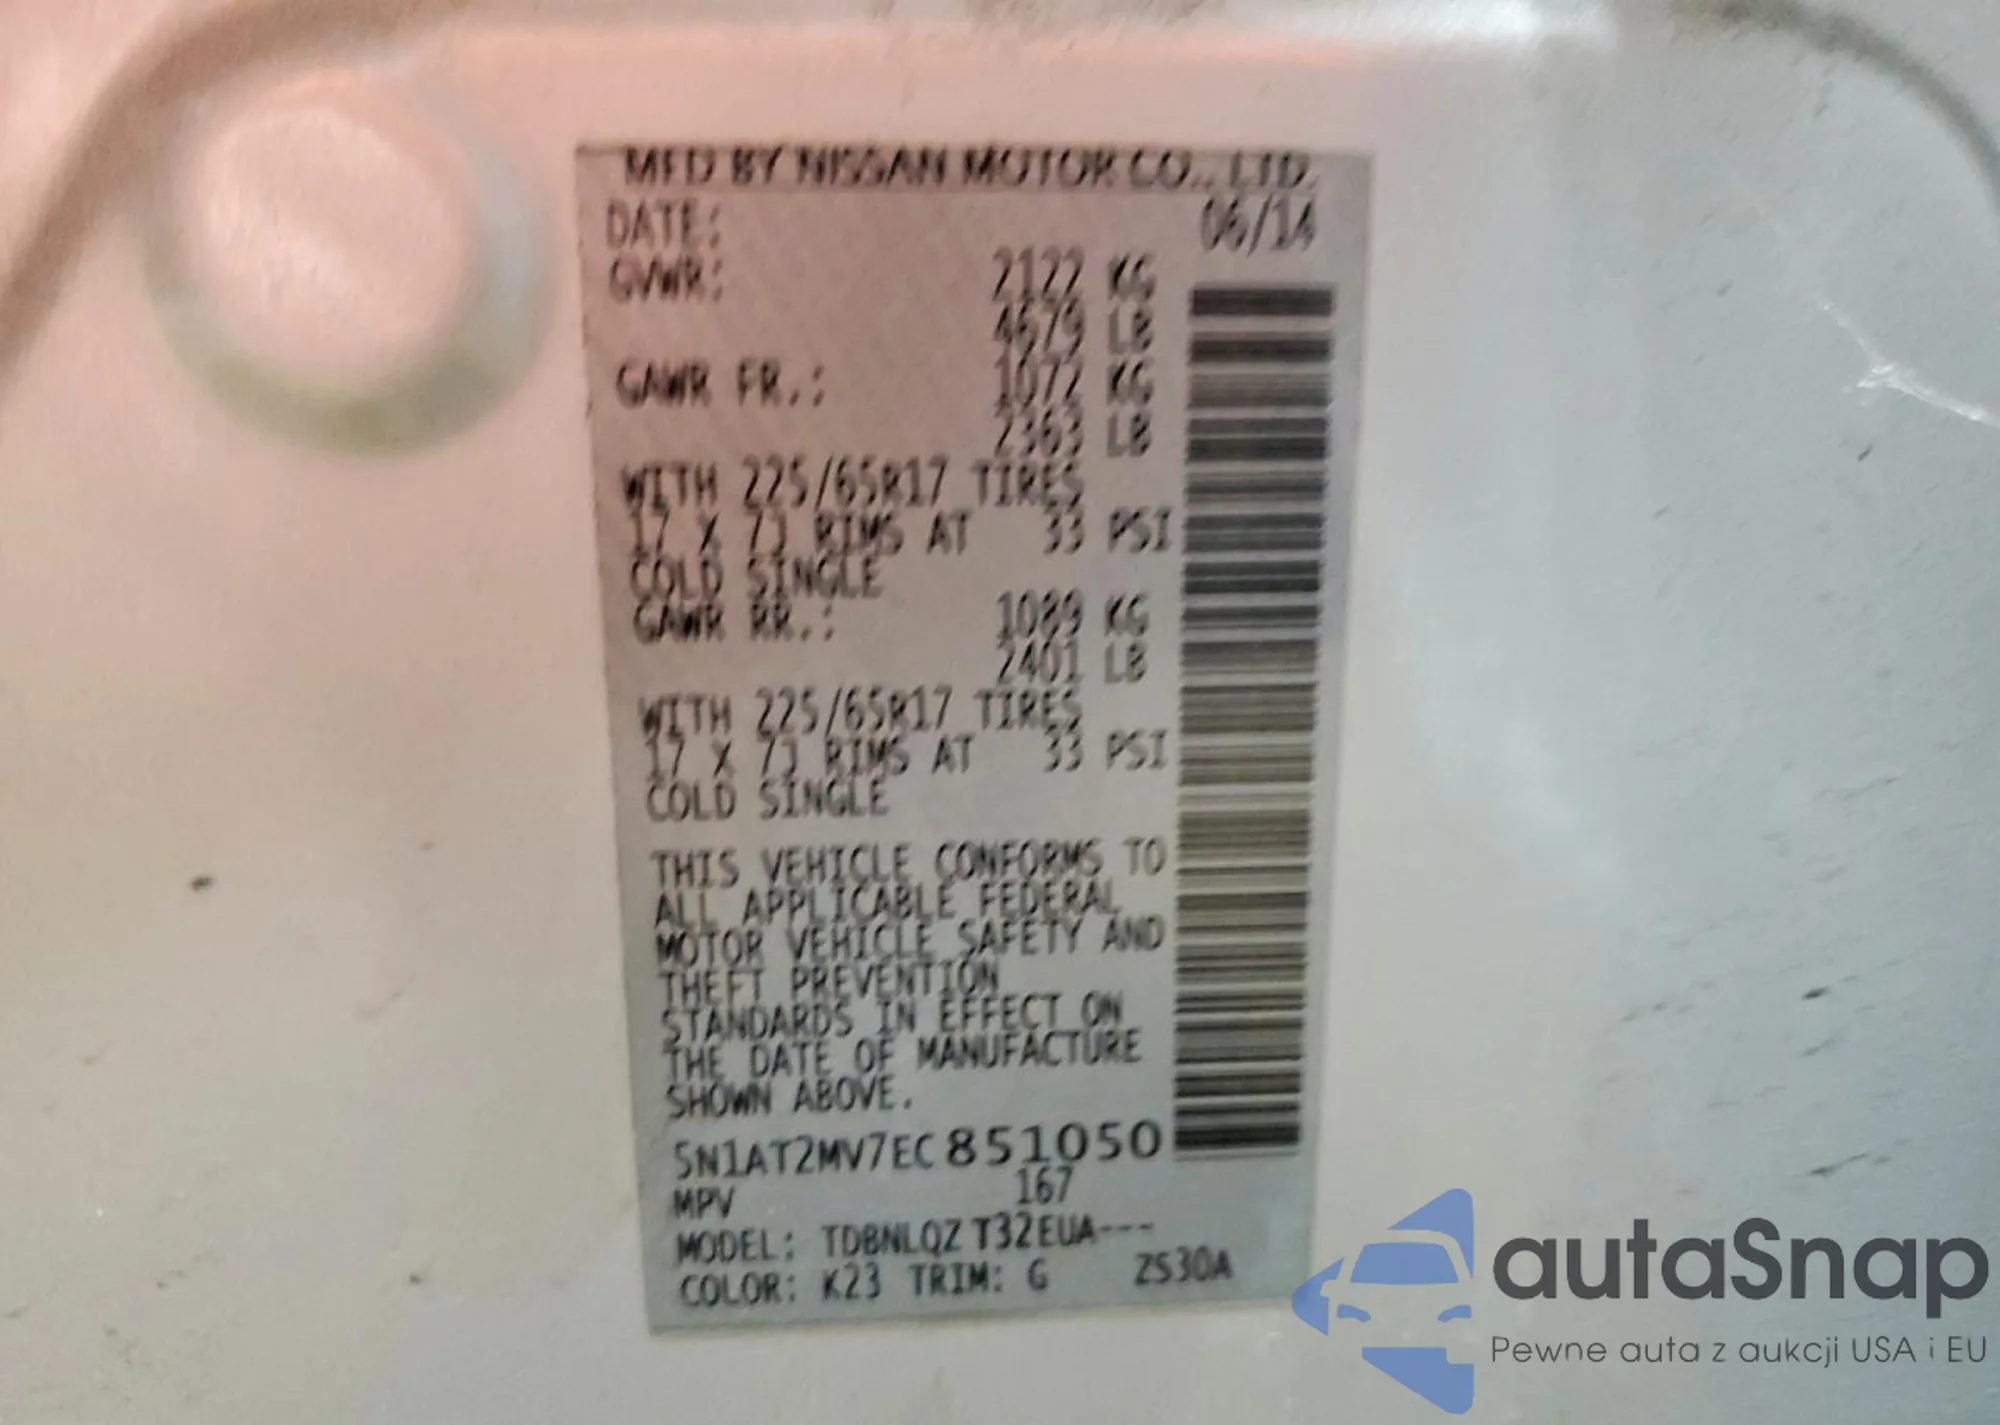 MFD BY NISSAN MOTOR CO., LTD.
DATE: 06/14
GVWR: 2122 KG
4679 LB
GAWR FR.: 1072 KG
2363 LB
WITH 225/65R17 TIRES
17 X 7J RIMS AT 33 PSI
COLD SINGLE
GAWR RR.: 1089 KG
2401 LB
WITH 225/65R17 TIRES
17 X 7J RIMS AT 33 PSI
COLD SINGLE
THIS VEHICLE CONFORMS TO
ALL APPLICABLE FEDERAL
MOTOR VEHICLE SAFETY AND
THEFT PREVENTION
STANDARDS IN EFFECT ON
THE DATE OF MANUFACTURE
SHOWN ABOVE.
5N1AT2MV7EC851050
MPV 167
MODEL: TDBNLQZ T32EUA---
COLOR: K23 TRIM: G ZS30A
autaSnap
Pewne auta z aukcji USA i EU